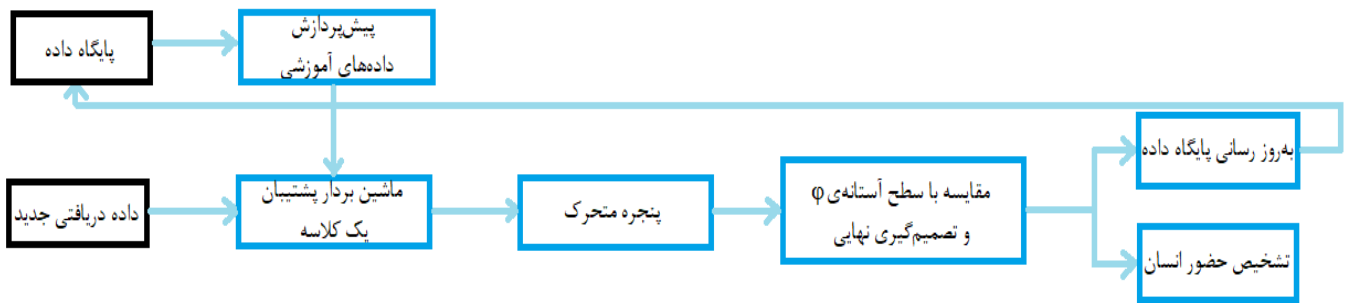 پایگاه داده
پیش‌پردازش
داده‌های آموزشی
داده دریافتی جدید
ماشین بردار پشتیبان
یک کلاسه
پنجره متحرک
مقایسه با سطح آستانه‌ی φ
و تصمیم‌گیری نهایی
به‌روز رسانی پایگاه داده
تشخیص حضور انسان